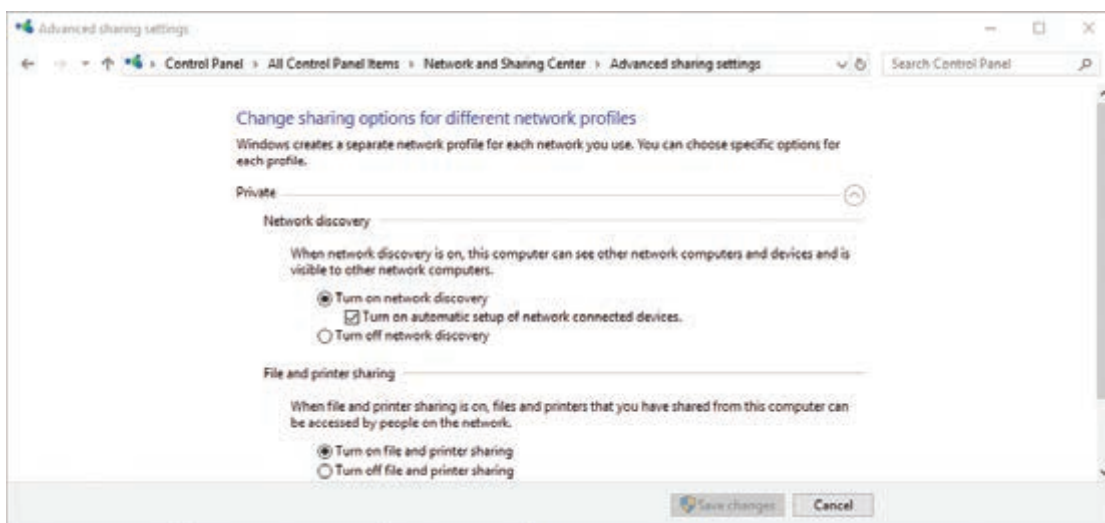 Advanced sharing settings
Control Panel > All Control Panel Items > Network and Sharing Center > Advanced sharing settings
Search Control Panel
Change sharing options for different network profiles
Windows creates a separate network profile for each network you use. You can choose specific options for
each profile.
Private
Network discovery
When network discovery is on, this computer can see other network computers and devices and is
visible to other network computers.
Turn on network discovery
Turn on automatic setup of network connected devices.
Turn off network discovery
File and printer sharing
When file and printer sharing is on, files and printers that you have shared from this computer can
be accessed by people on the network.
Turn on file and printer sharing
Turn off file and printer sharing
Save changes
Cancel